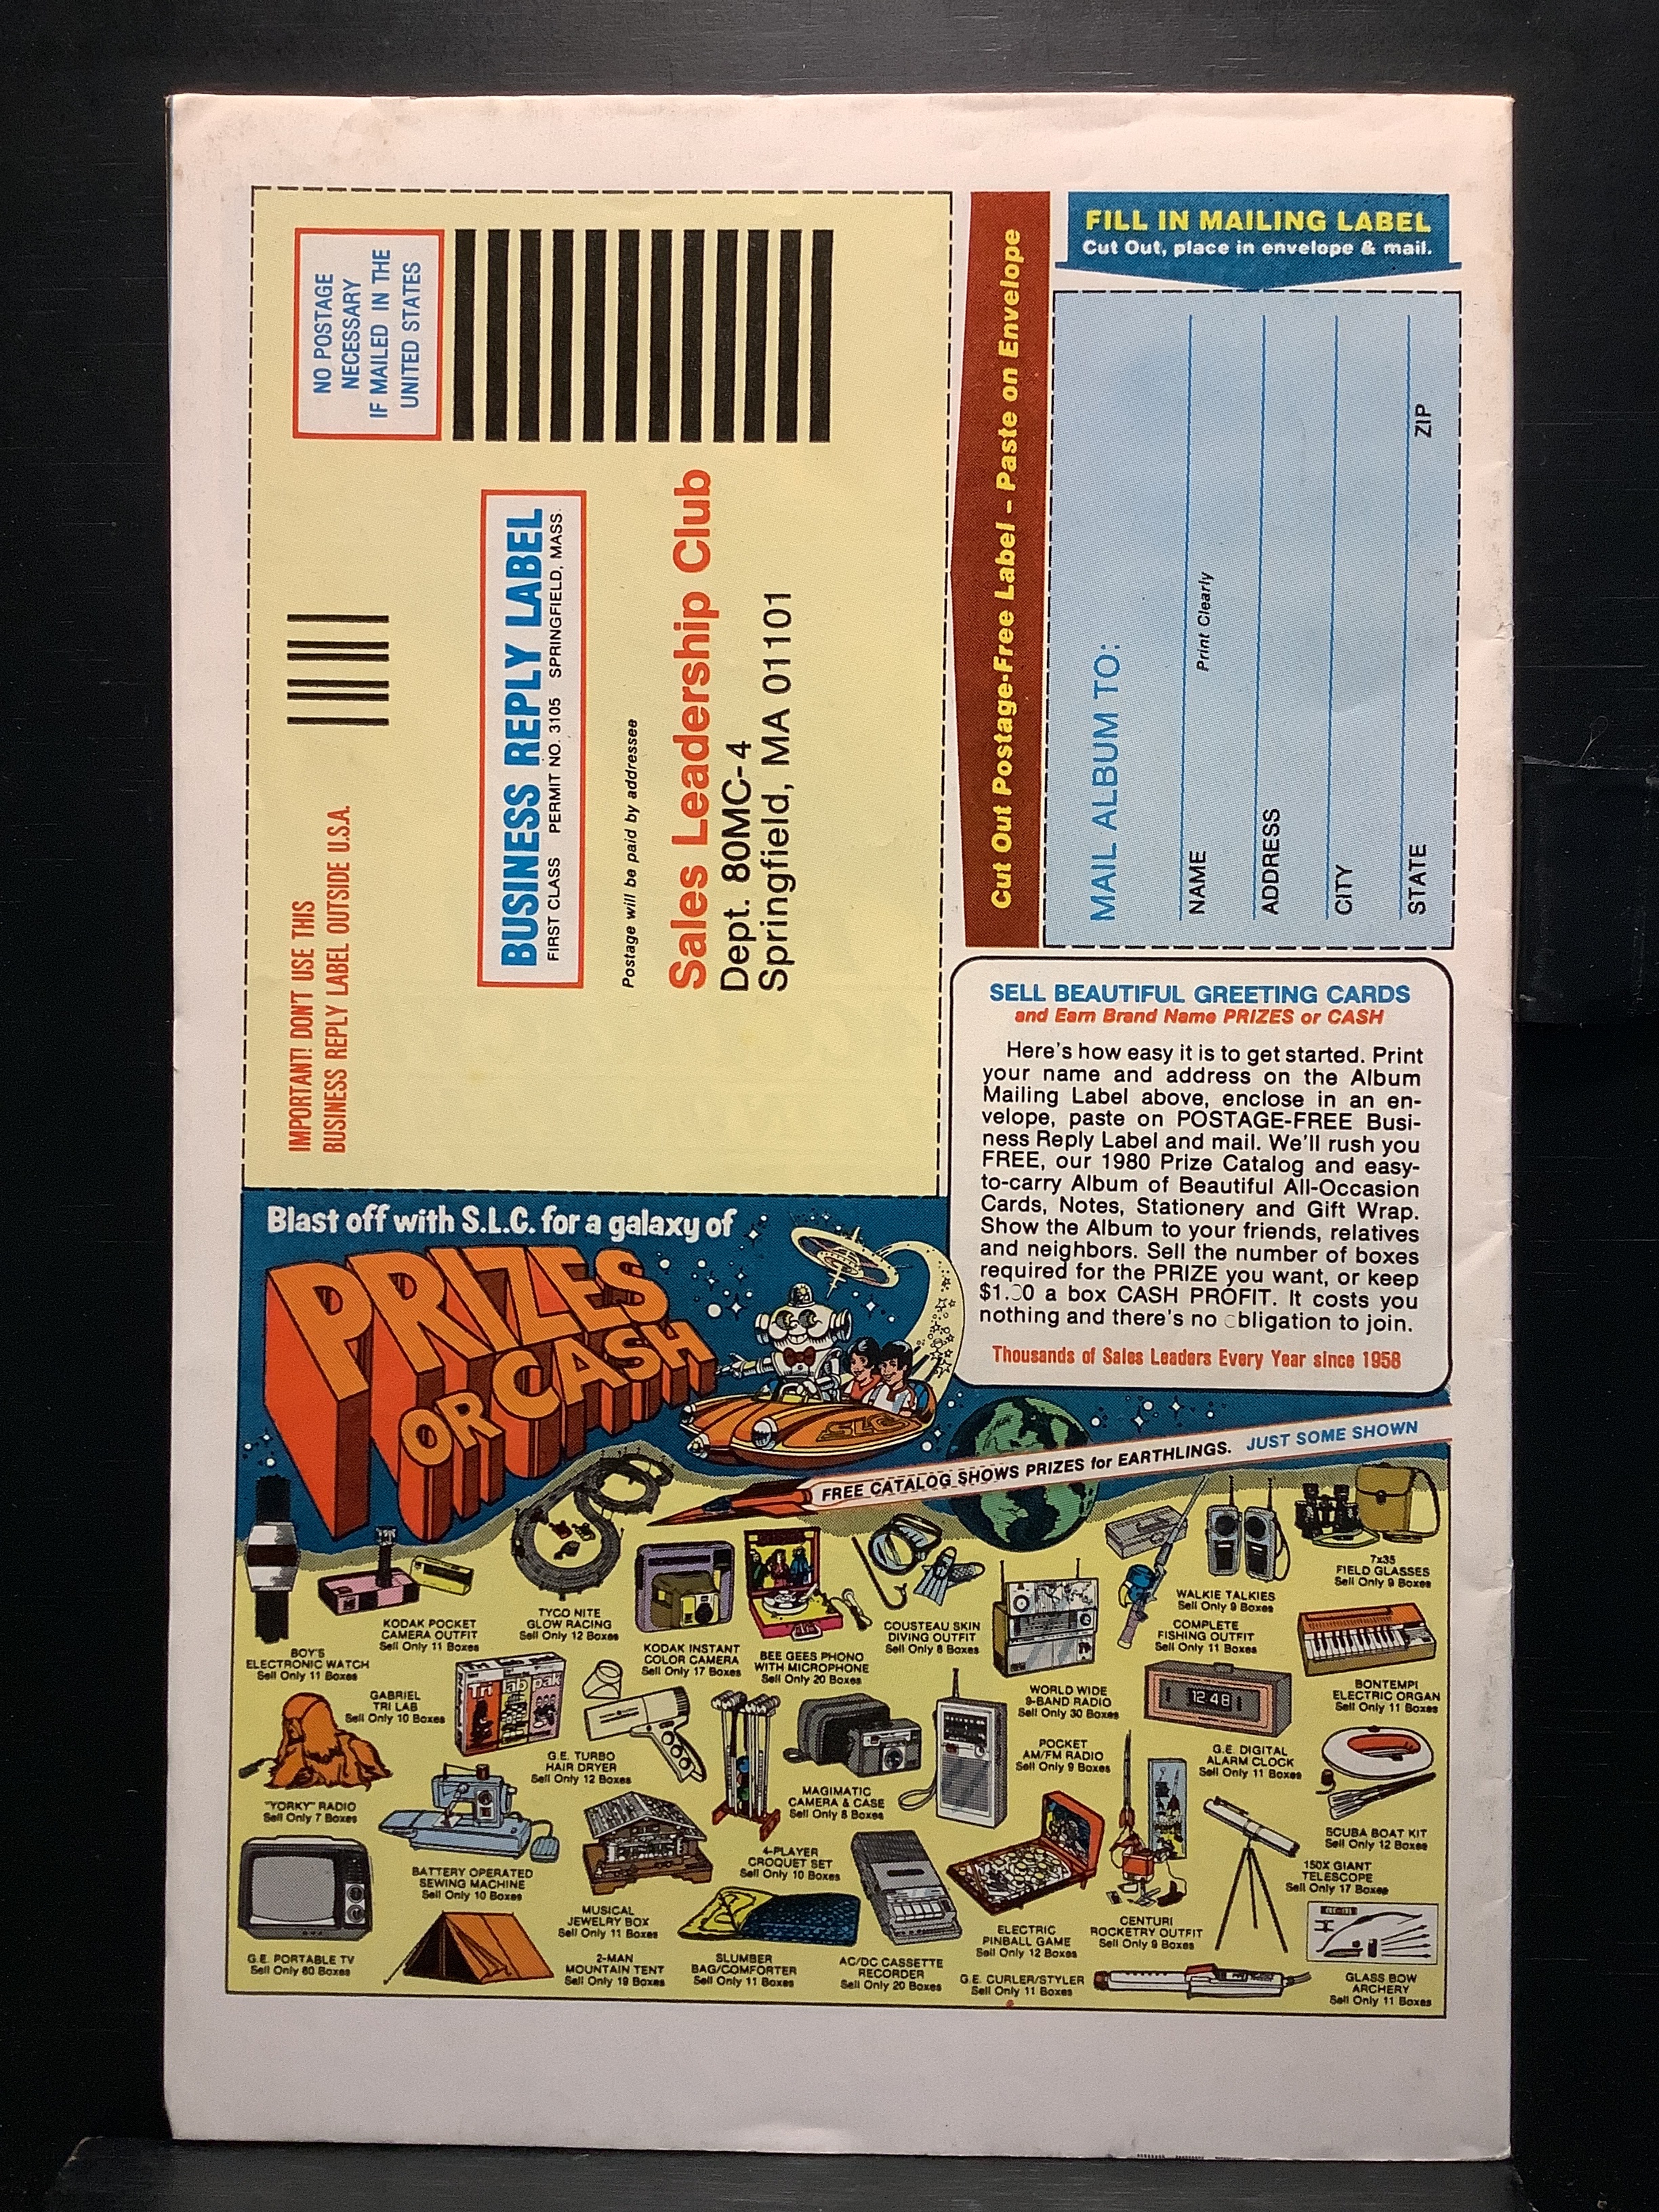 NO POSTAGE
NECESSARY
IF MAILED IN THE
UNITED STATES
IMPORTANT! DON'T USE THIS
BUSINESS REPLY LABEL OUTSIDE U.S.A.
BUSINESS REPLY LABEL
FIRST CLASS PERMIT NO. 3105 SPRINGFIELD, MASS.
Postage will be paid by addressee
Sales Leadership Club
Dept. 80MC-4
Springfield, MA 01101
Cut Out Postage-Free Label - Paste on Envelope
FILL IN MAILING LABEL
Cut Out, place in envelope & mail.
MAIL ALBUM TO:
NAME
Print Clearly
ADDRESS
CITY
STATE ZIP
SELL BEAUTIFUL GREETING CARDS
and Earn Brand Name PRIZES or CASH
Here's how easy it is to get started. Print
your name and address on the Album
Mailing Label above, enclose in an en-
velope, paste on POSTAGE-FREE Busi-
ness Reply Label and mail. We'll rush you
FREE, our 1980 Prize Catalog and easy-
to-carry Album of Beautiful All-Occasion
Cards, Notes, Stationery and Gift Wrap.
Show the Album to your friends, relatives
and neighbors. Sell the number of boxes
required for the PRIZE you want, or keep
a box CASH PROFIT. It costs you
nothing and there's no obligation to join.
Thousands of Sales Leaders Every Year since 1958
Blast off with S.L.C. for a galaxy of
PRIZES
OR CASH
SLC
FREE CATALOG SHOWS PRIZES for EARTHLINGS. JUST SOME SHOWN
BOY'S
ELECTRONIC WATCH
Sell Only 11 Boxes
KODAK POCKET
CAMERA OUTFIT
Sell Only 11 Boxes
TYCO NITE
GLOW RACING
Sell Only 12 Boxes
KODAK INSTANT
COLOR CAMERA
Sell Only 17 Boxes
BEE GEES PHONO
WITH MICROPHONE
Sell Only 20 Boxes
COUSTEAU SKIN
DIVING OUTFIT
Sell Only 8 Boxes
WALKIE TALKIES
Sell Only 9 Boxes
COMPLETE
FISHING OUTFIT
Sell Only 11 Boxes
7x35
FIELD GLASSES
Sell Only 9 Boxes
GABRIEL
TRI LAB
Sell Only 10 Boxes
Tri lab pak
G.E. TURBO
HAIR DRYER
Sell Only 12 Boxes
WORLD WIDE
9-BAND RADIO
Sell Only 30 Boxes
12 48
BONTEMPI
ELECTRIC ORGAN
Sell Only 11 Boxes
"YORKY" RADIO
Sell Only 7 Boxes
MAGIMATIC
CAMERA & CASE
Sell Only 8 Boxes
POCKET
AM/FM RADIO
Sell Only 9 Boxes
G.E. DIGITAL
ALARM CLOCK
Sell Only 11 Boxes
SCUBA BOAT KIT
Sell Only 12 Boxes
BATTERY OPERATED
SEWING MACHINE
Sell Only 10 Boxes
4-PLAYER
CROQUET SET
Sell Only 10 Boxes
150X GIANT
TELESCOPE
Sell Only 17 Boxes
MUSICAL
JEWELRY BOX
Sell Only 11 Boxes
ELECTRIC
PINBALL GAME
Sell Only 12 Boxes
CENTURI
ROCKETRY OUTFIT
Sell Only 9 Boxes
G.E. PORTABLE TV
Sell Only 60 Boxes
2-MAN
MOUNTAIN TENT
Sell Only 19 Boxes
SLUMBER
BAG/COMFORTER
Sell Only 11 Boxes
AC/DC CASSETTE
RECORDER
Sell Only 20 Boxes
G.E. CURLER/STYLER
Sell Only 11 Boxes
GLASS BOW
ARCHERY
Sell Only 11 Boxes